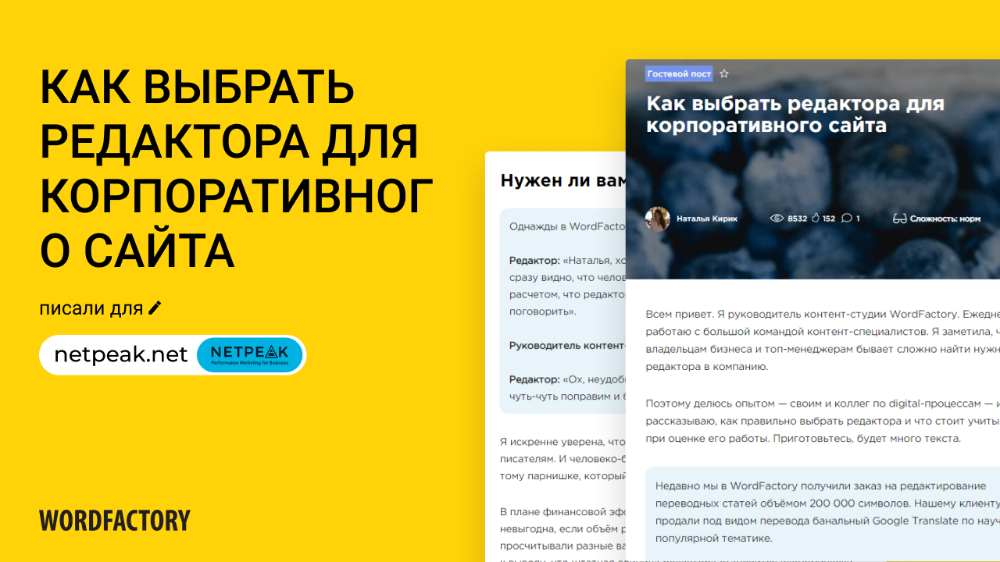 КАК ВЫБРАТЬ
РЕДАКТОРА ДЛЯ
КОРПОРАТИВНОГ
О САЙТА
писали для
netpeak.net
NETPEAK
Performance Marketing for Business
WORDFACTORY
Нужен ли вам
Однажды в WordFacto
Редактор: «Наталья, хо
сразу видно, что челов
расчетом, что редакто
поговорить».
Руководитель контент-
Редактор: «Ох, неудоб
чуть-чуть поправим и
Я искренне уверена, что
писателям. И человеко-б
тому парнишке, который
В плане финансовой эфф
невыгодна, если объём р
просчитывали разные ва
Гостевой пост
Как выбрать редактора для
корпоративного сайта
Наталья Кирик
8532 152 1
Сложность: норм
Всем привет. Я руководитель контент-студии WordFactory. Ежедне
работаю с большой командой контент-специалистов. Я заметила, ч
владельцам бизнеса и топ-менеджерам бывает сложно найти нужн
редактора в компанию.
Поэтому делюсь опытом — своим и коллег по digital-процессам — и
рассказываю, как правильно выбрать редактора и что стоит учиты
при оценке его работы. Приготовьтесь, будет много текста.
Недавно мы в WordFactory получили заказ на редактирование
переводных статей объёмом 200 000 символов. Нашему клиенту
продали под видом перевода банальный Google Translate по науч
популярной тематике.